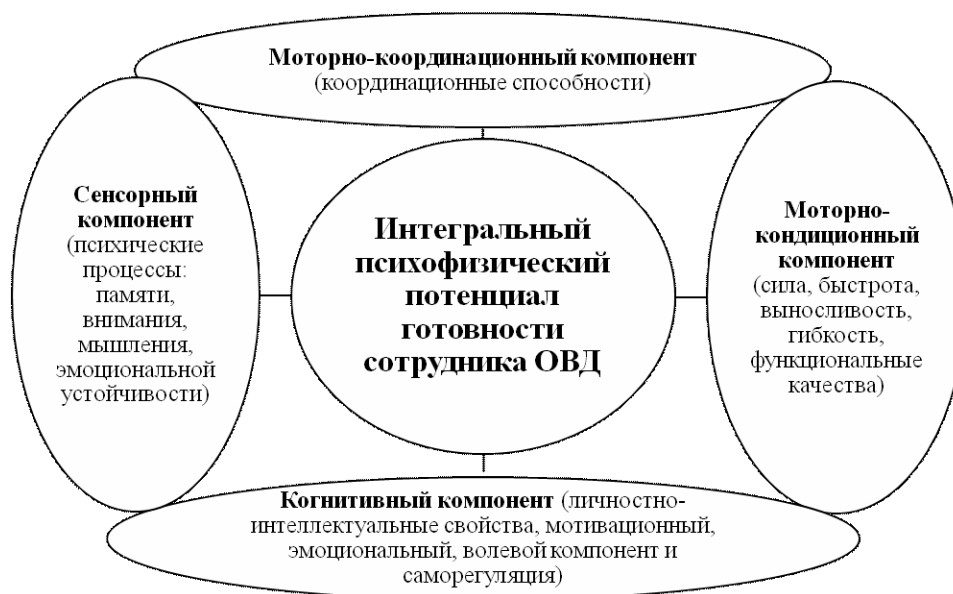 Моторно-координационный компонент
(координационные способности)
Сенсорный
компонент
(психические
процессы:
памяти,
внимания,
мышления,
эмоциональной
устойчивости)
Интегральный
психофизический
потенциал
готовности
сотрудника ОВД
Моторно-
кондиционный
компонент
(сила, быстрота,
выносливость,
гибкость,
функциональные
качества)
Когнитивный компонент (личностно-
интеллектуальные свойства, мотивационный,
эмоциональный, волевой компонент и
саморегуляция)